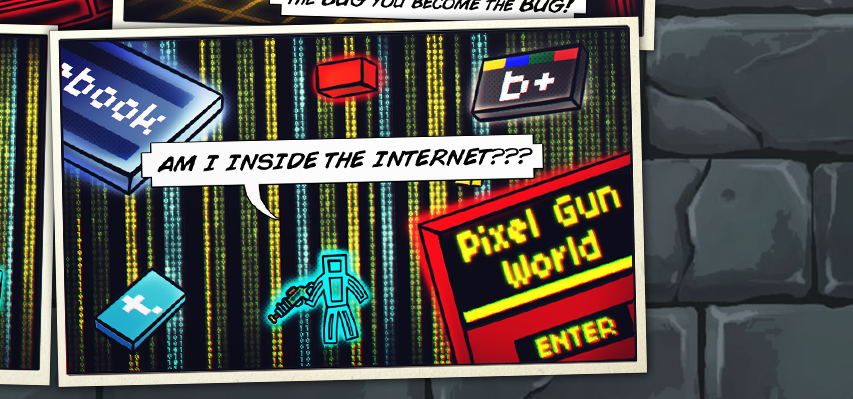 THE BUG YOU BECOME THE BUG!
book
b+
AM I INSIDE THE INTERNET???
Pixel Gun
World
t.
ENTER